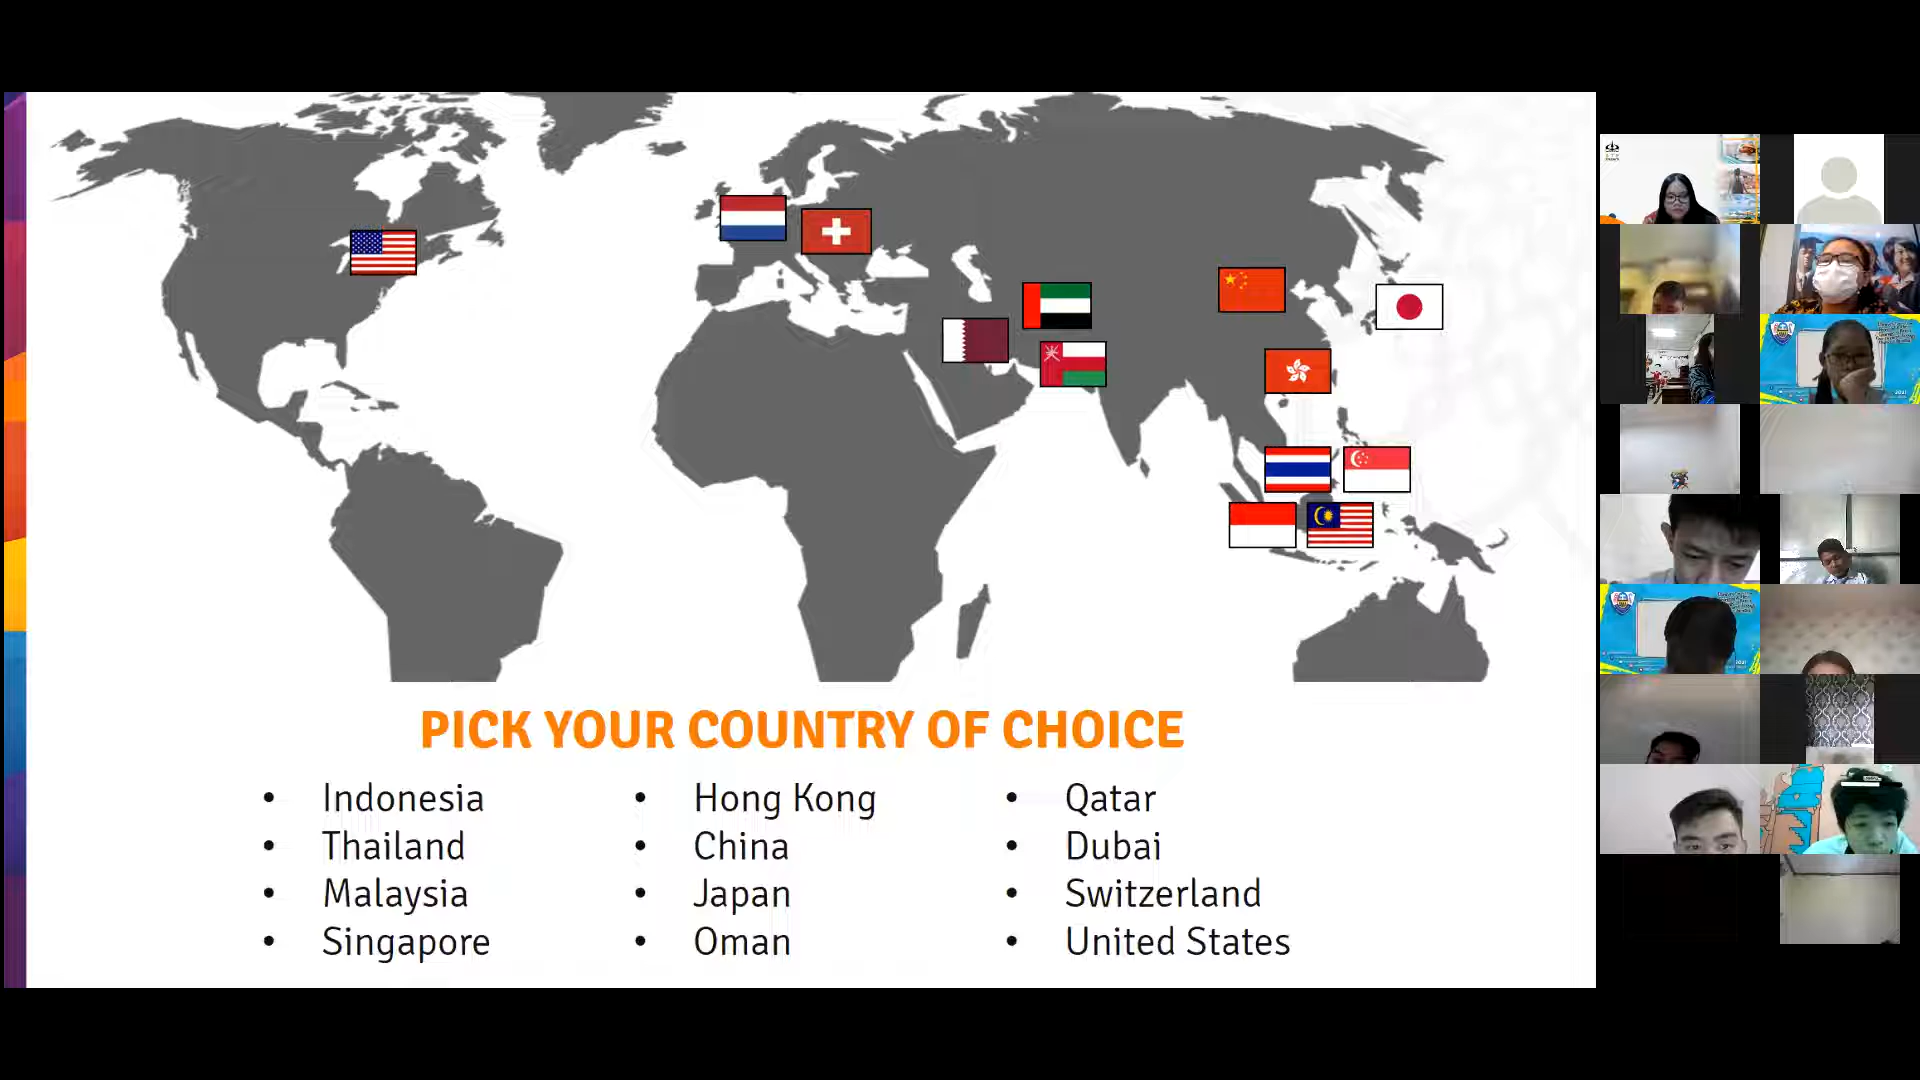 PICK YOUR COUNTRY OF CHOICE
• Indonesia
• Thailand
• Malaysia
• Singapore
• Hong Kong
• China
• Japan
• Oman
• Qatar
• Dubai
• Switzerland
• United States